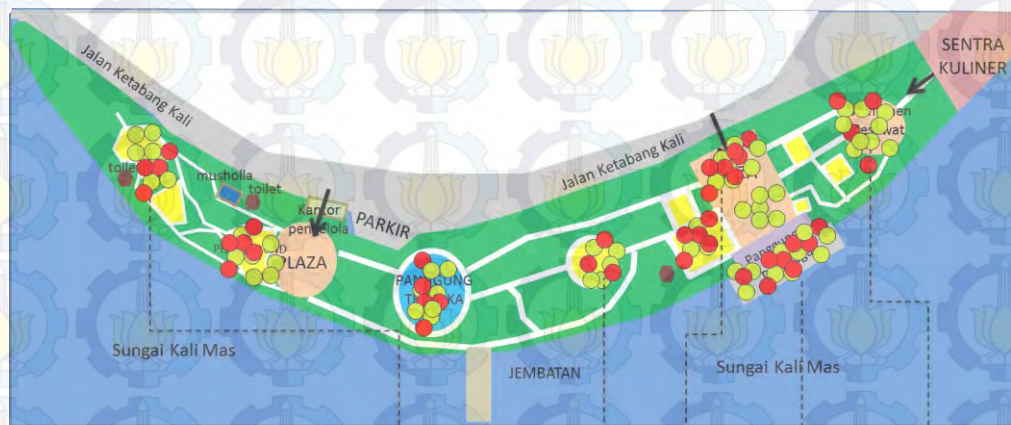 SENTRA
KULINER
Jalan Ketabang Kali
Jalan Ketabang Kali
toilet
musholla
toilet
Kantor
pengelola
PARKIR
PLAZA
PANGGUNG
Panggung
Sungai Kali Mas
JEMBATAN
Sungai Kali Mas